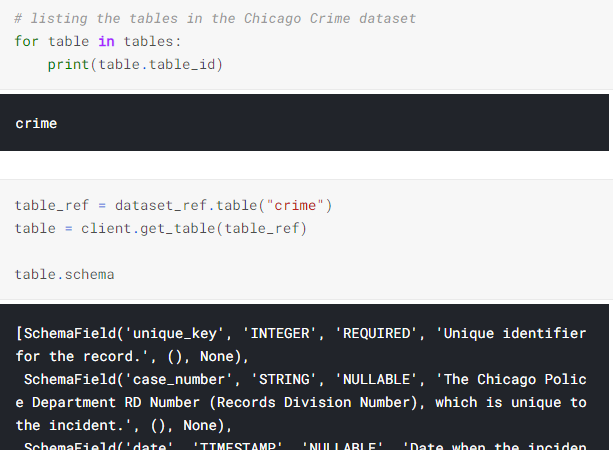 # listing the tables in the Chicago Crime dataset
for table in tables:
    print(table.table_id)
crime
table_ref = dataset_ref.table("crime")
table = client.get_table(table_ref)
table.schema
[SchemaField('unique_key', 'INTEGER', 'REQUIRED', 'Unique identifier
for the record.', (), None),
 SchemaField('case_number', 'STRING', 'NULLABLE', 'The Chicago Polic
e Department RD Number (Records Division Number), which is unique to
the incident.', (), None),
 SchemaField('date', 'TIMESTAMP', 'NULLABLE', 'Date when the inciden